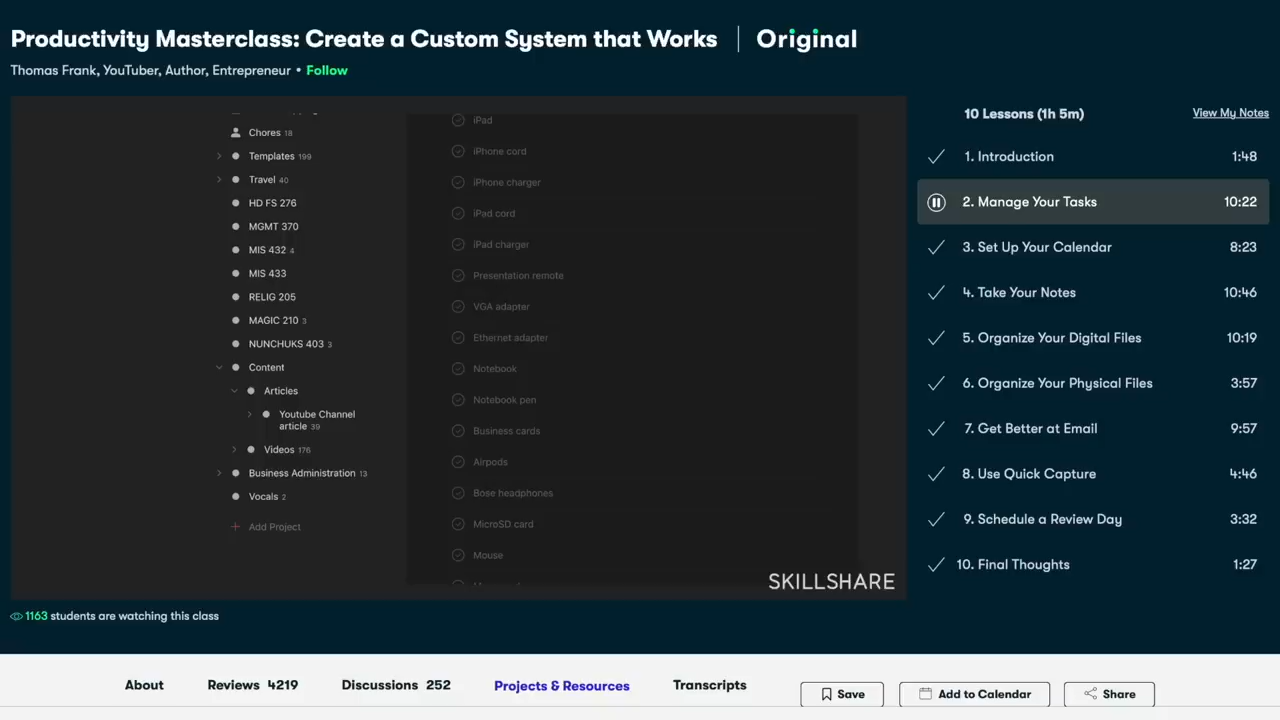 Productivity Masterclass: Create a Custom System that Works | Original
Thomas Frank, YouTuber, Author, Entrepreneur • Follow
Chores 18
Templates 199
Travel 40
HD FS 276
MGMT 370
MIS 432 4
MIS 433
RELIG 205
MAGIC 210 3
NUNCHUKS 403 3
Content
Articles
Youtube Channel
article 39
Videos 176
Business Administration 13
Vocals 2
+ Add Project
iPad
iPhone cord
iPhone charger
iPad cord
iPad charger
Presentation remote
VGA adapter
Ethernet adapter
Notebook
Notebook pen
Business cards
Airpods
Bose headphones
MicroSD card
Mouse
SKILLSHARE
10 Lessons (1h 5m) View My Notes
1. Introduction 1:48
2. Manage Your Tasks 10:22
3. Set Up Your Calendar 8:23
4. Take Your Notes 10:46
5. Organize Your Digital Files 10:19
6. Organize Your Physical Files 3:57
7. Get Better at Email 9:57
8. Use Quick Capture 4:46
9. Schedule a Review Day 3:32
10. Final Thoughts 1:27
1163 students are watching this class
About Reviews 4219 Discussions 252 Projects & Resources Transcripts Save Add to Calendar Share